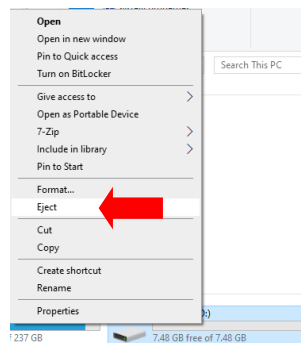 Open
Open in new window
Search This PC
Pin to Quick access
Turn on BitLocker
Give access to
Open as Portable Device
7-Zip
Include in library
Pin to Start
Format...
Eject
Cut
Copy
Create shortcut
Rename
Properties
:)
237 GB
7.48 GB free of 7.48 GB